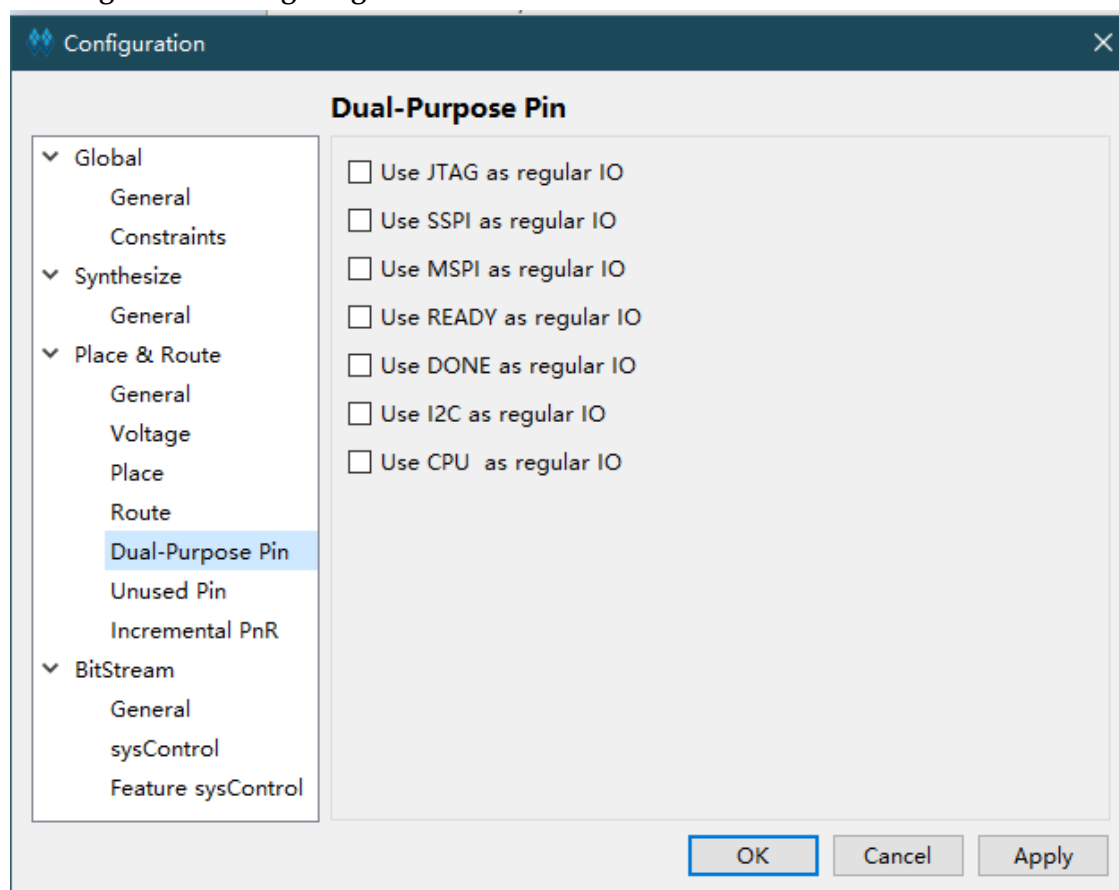 Configuration
Dual-Purpose Pin
Global
General
Constraints
Synthesize
General
Place & Route
General
Voltage
Place
Route
Dual-Purpose Pin
Unused Pin
Incremental PnR
BitStream
General
sysControl
Feature sysControl
Use JTAG as regular IO
Use SSPI as regular IO
Use MSPI as regular IO
Use READY as regular IO
Use DONE as regular IO
Use I2C as regular IO
Use CPU  as regular IO
OK
Cancel
Apply